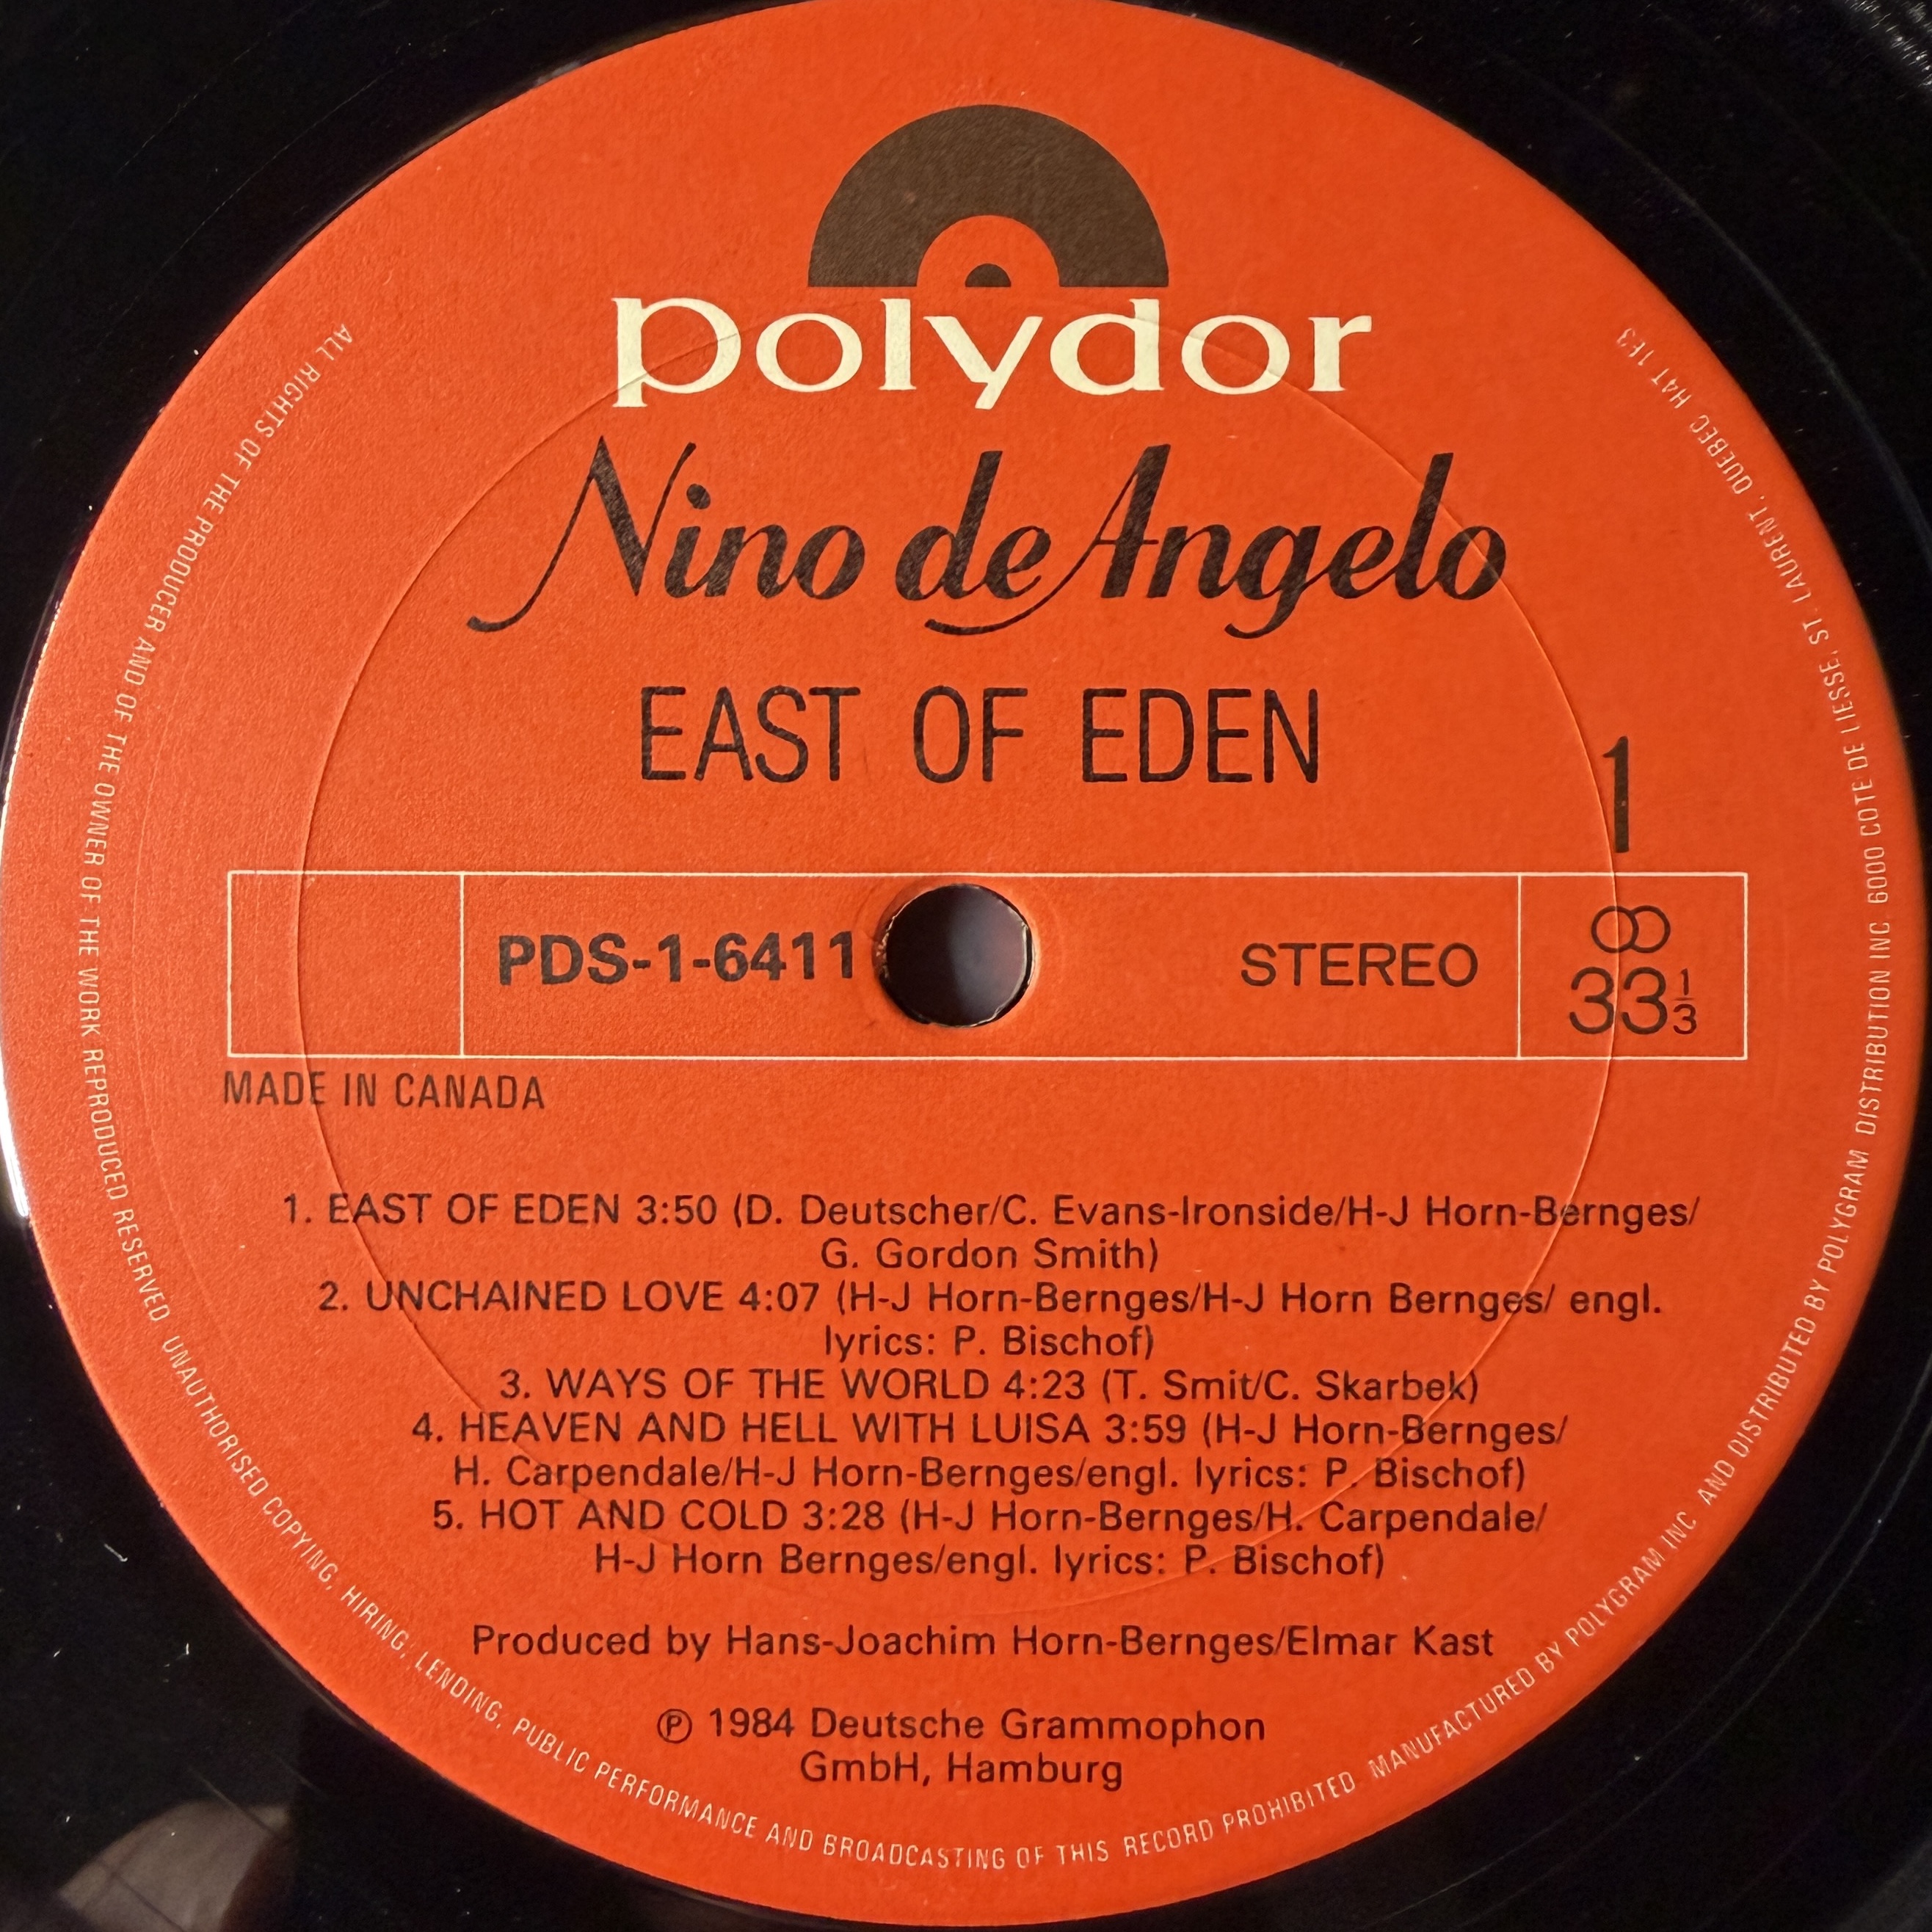 polydor
Nino de Angelo
EAST OF EDEN
1
PDS-1-6411
STEREO
33 1/3
MADE IN CANADA
1. EAST OF EDEN 3:50 (D. Deutscher/C. Evans-Ironside/H-J Horn-Bernges/
G. Gordon Smith)
2. UNCHAINED LOVE 4:07 (H-J Horn-Bernges/H-J Horn Bernges/ engl.
lyrics: P. Bischof)
3. WAYS OF THE WORLD 4:23 (T. Smit/C. Skarbek)
4. HEAVEN AND HELL WITH LUISA 3:59 (H-J Horn-Bernges/
H. Carpendale/H-J Horn-Bernges/engl. lyrics: P. Bischof)
5. HOT AND COLD 3:28 (H-J Horn-Bernges/H. Carpendale/
H-J Horn Bernges/engl. lyrics: P. Bischof)
Produced by Hans-Joachim Horn-Bernges/Elmar Kast
℗ 1984 Deutsche Grammophon
GmbH, Hamburg
ALL RIGHTS OF THE PRODUCER AND OF THE OWNER OF THE WORK REPRODUCED RESERVED UNAUTHORISED COPYING, HIRING, LENDING, PUBLIC PERFORMANCE AND BROADCASTING OF THIS RECORD PROHIBITED MANUFACTURED BY POLYGRAM INC AND DISTRIBUTED BY POLYGRAM DISTRIBUTION INC 6000 COTE DE LIESSE, ST. LAURENT, QUEBEC H4T 1E3